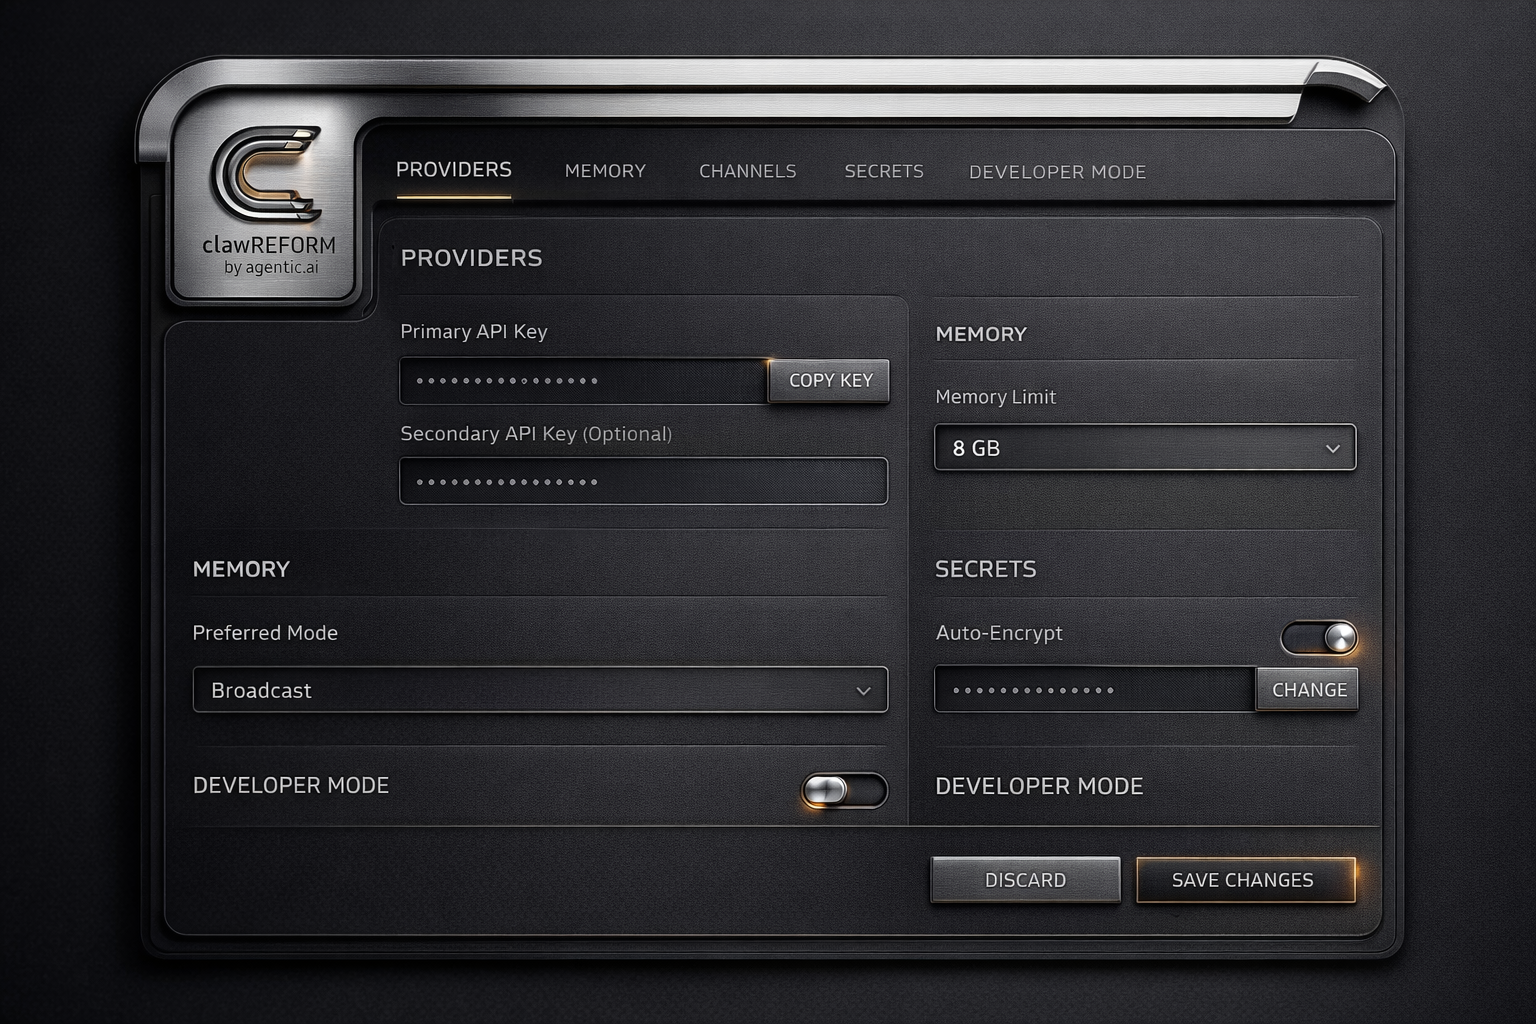 clawREFORM
by agentic.ai
PROVIDERS
MEMORY
CHANNELS
SECRETS
DEVELOPER MODE
PROVIDERS
Primary API Key
COPY KEY
Secondary API Key (Optional)
MEMORY
Memory Limit
8 GB
MEMORY
Preferred Mode
Broadcast
SECRETS
Auto-Encrypt
CHANGE
DEVELOPER MODE
DEVELOPER MODE
DISCARD
SAVE CHANGES